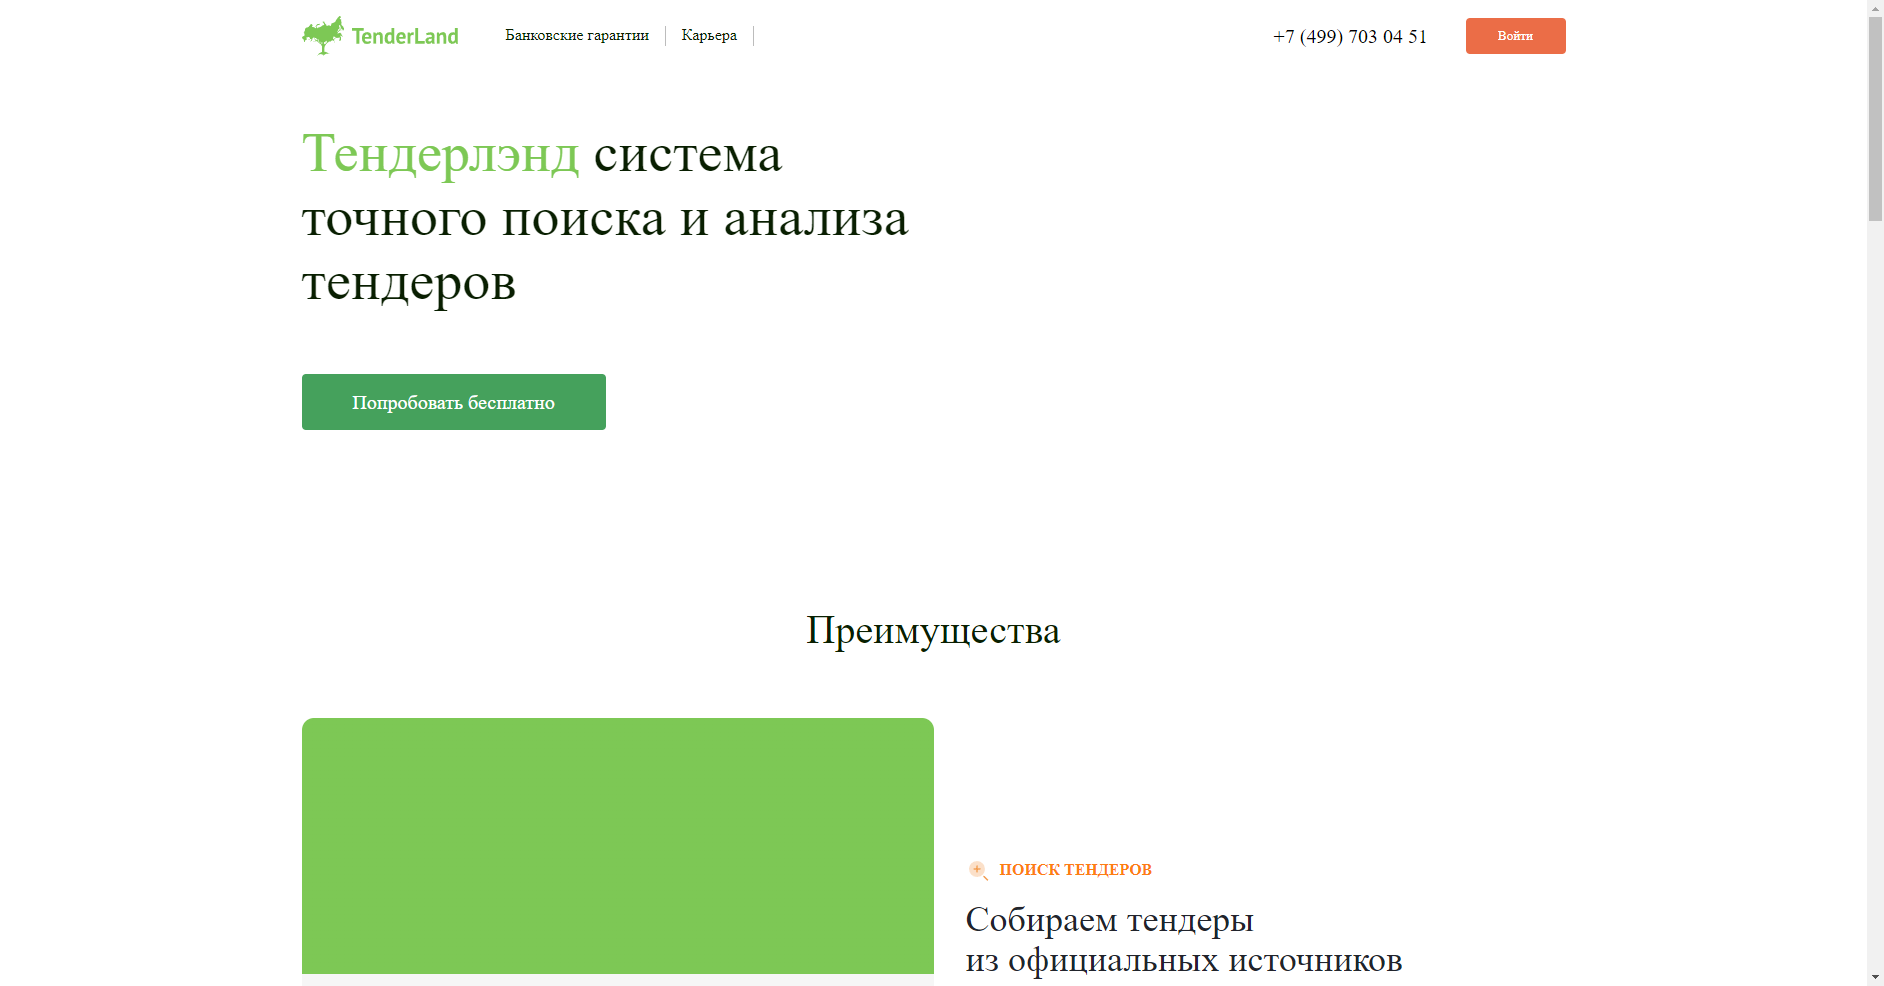 TenderLand
Банковские гарантии
Карьера
+7 (499) 703 04 51
Войти
Тендерлэнд система
точного поиска и анализа
тендеров
Попробовать бесплатно
Преимущества
ПОИСК ТЕНДЕРОВ
Собираем тендеры
из официальных источников